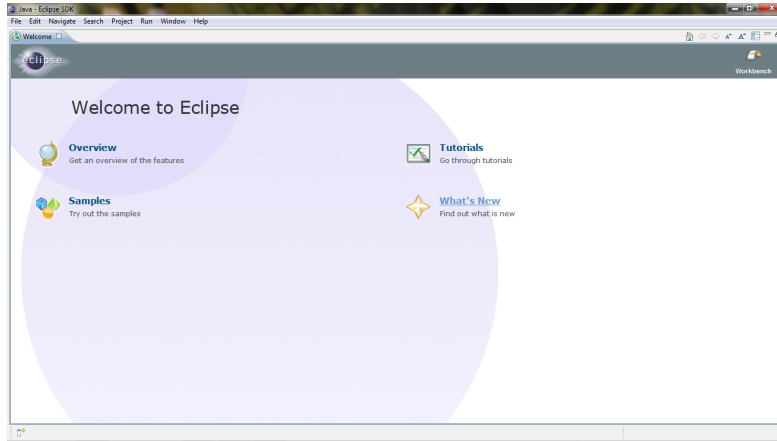 Java - Eclipse SDK
File Edit Navigate Search Project Run Window Help
Welcome
eclipse
Workbench
Welcome to Eclipse
Overview
Get an overview of the features
Tutorials
Go through tutorials
Samples
Try out the samples
What's New
Find out what is new